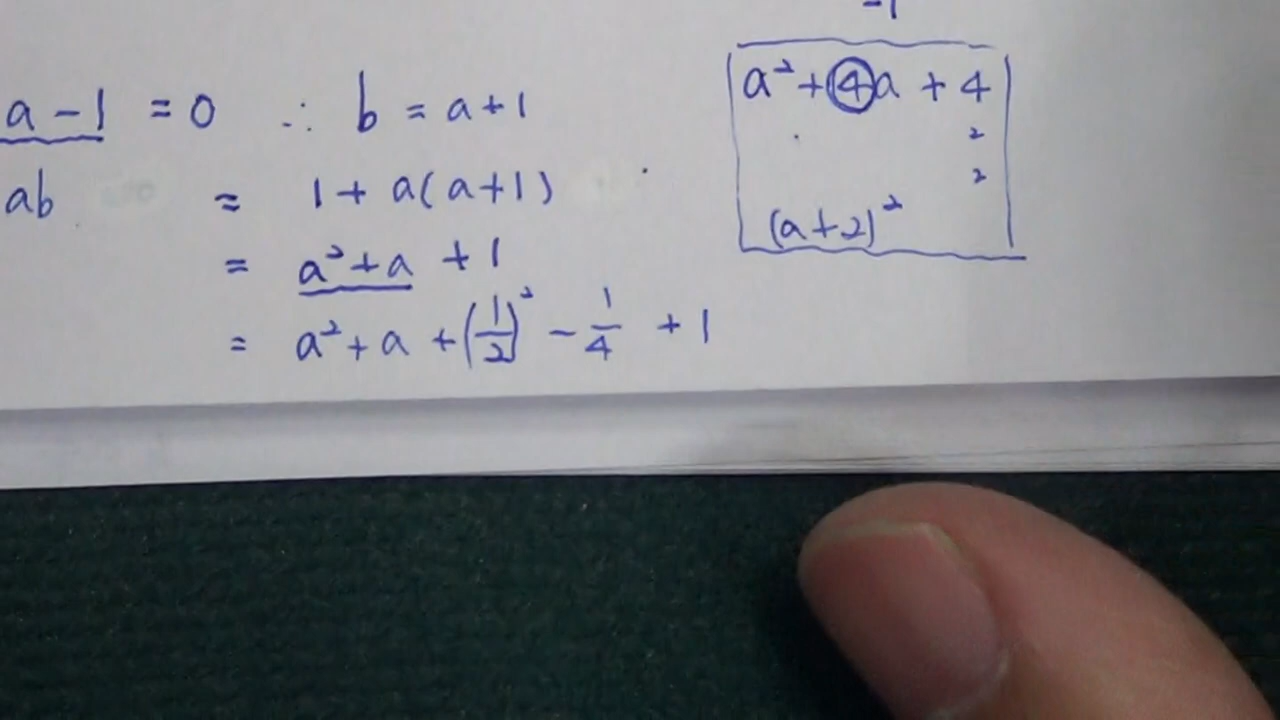 -1
a - 1 = 0 ∴ b = a + 1
ab = 1 + a(a+1)
= a² + a + 1
= a² + a + (1/2)² - 1/4 + 1
a² + 4a + 4
2
2
(a+2)²